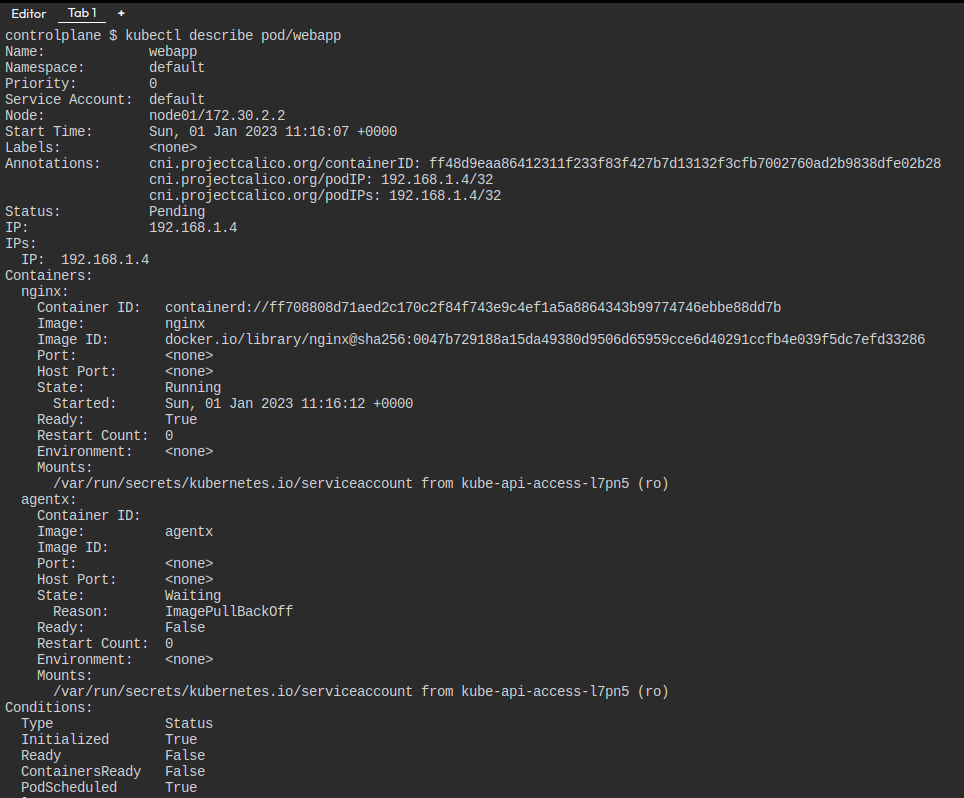 Editor Tab 1 +
controlplane $ kubectl describe pod/webapp
Name:             webapp
Namespace:        default
Priority:         0
Service Account:  default
Node:             node01/172.30.2.2
Start Time:       Sun, 01 Jan 2023 11:16:07 +0000
Labels:           <none>
Annotations:      cni.projectcalico.org/containerID: ff48d9eaa86412311f233f83f427b7d13132f3cfb7002760ad2b9838dfe02b28
                  cni.projectcalico.org/podIP: 192.168.1.4/32
                  cni.projectcalico.org/podIPs: 192.168.1.4/32
Status:           Pending
IP:               192.168.1.4
IPs:
  IP:  192.168.1.4
Containers:
  nginx:
    Container ID:   containerd://ff708808d71aed2c170c2f84f743e9c4ef1a5a8864343b99774746ebbe88dd7b
    Image:          nginx
    Image ID:       docker.io/library/nginx@sha256:0047b729188a15da49380d9506d65959cce6d40291ccfb4e039f5dc7efd33286
    Port:           <none>
    Host Port:      <none>
    State:          Running
      Started:      Sun, 01 Jan 2023 11:16:12 +0000
    Ready:          True
    Restart Count:  0
    Environment:    <none>
    Mounts:
      /var/run/secrets/kubernetes.io/serviceaccount from kube-api-access-l7pn5 (ro)
  agentx:
    Container ID:
    Image:          agentx
    Image ID:
    Port:           <none>
    Host Port:      <none>
    State:          Waiting
      Reason:       ImagePullBackOff
    Ready:          False
    Restart Count:  0
    Environment:    <none>
    Mounts:
      /var/run/secrets/kubernetes.io/serviceaccount from kube-api-access-l7pn5 (ro)
Conditions:
  Type              Status
  Initialized       True
  Ready             False
  ContainersReady   False
  PodScheduled      True